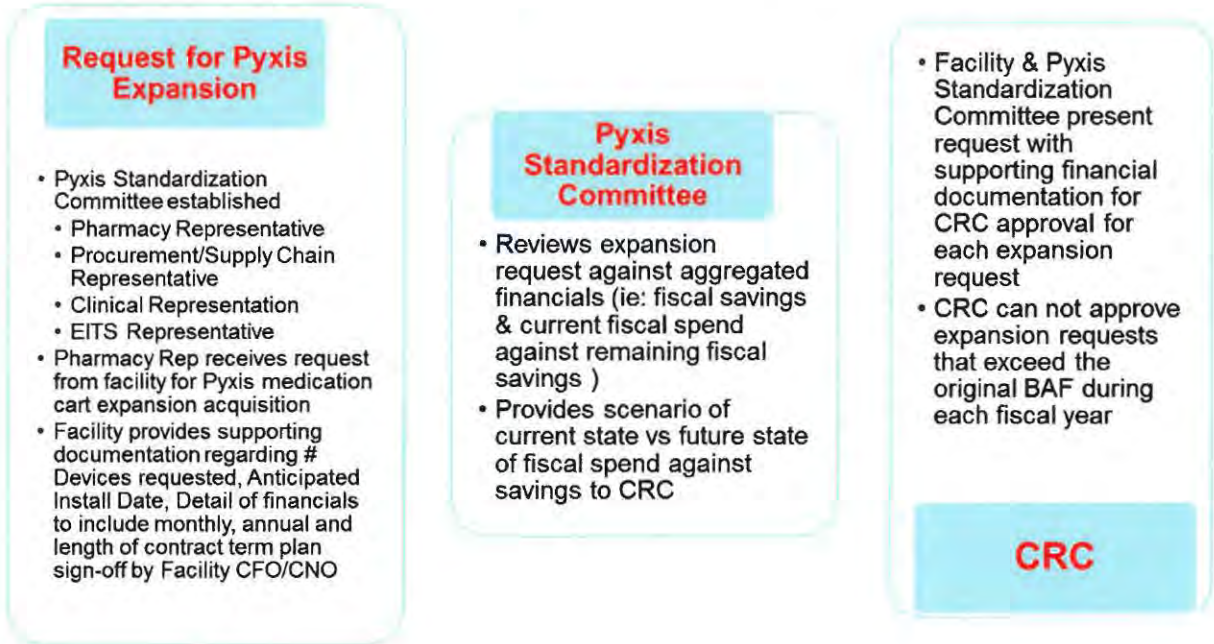 Request for Pyxis
Expansion
• Pyxis Standardization
Committee established
• Pharmacy Representative
• Procurement/Supply Chain
Representative
• Clinical Representation
• EITS Representative
• Pharmacy Rep receives request
from facility for Pyxis medication
cart expansion acquisition
• Facility provides supporting
documentation regarding #
Devices requested, Anticipated
Install Date, Detail of financials
to include monthly, annual and
length of contract term plan
sign-off by Facility CFO/CNO
Pyxis
Standardization
Committee
• Reviews expansion
request against aggregated
financials (ie: fiscal savings
& current fiscal spend
against remaining fiscal
savings )
• Provides scenario of
current state vs future state
of fiscal spend against
savings to CRC
• Facility & Pyxis
Standardization
Committee present
request with
supporting financial
documentation for
CRC approval for
each expansion
request
• CRC can not approve
expansion requests
that exceed the
original BAF during
each fiscal year
CRC